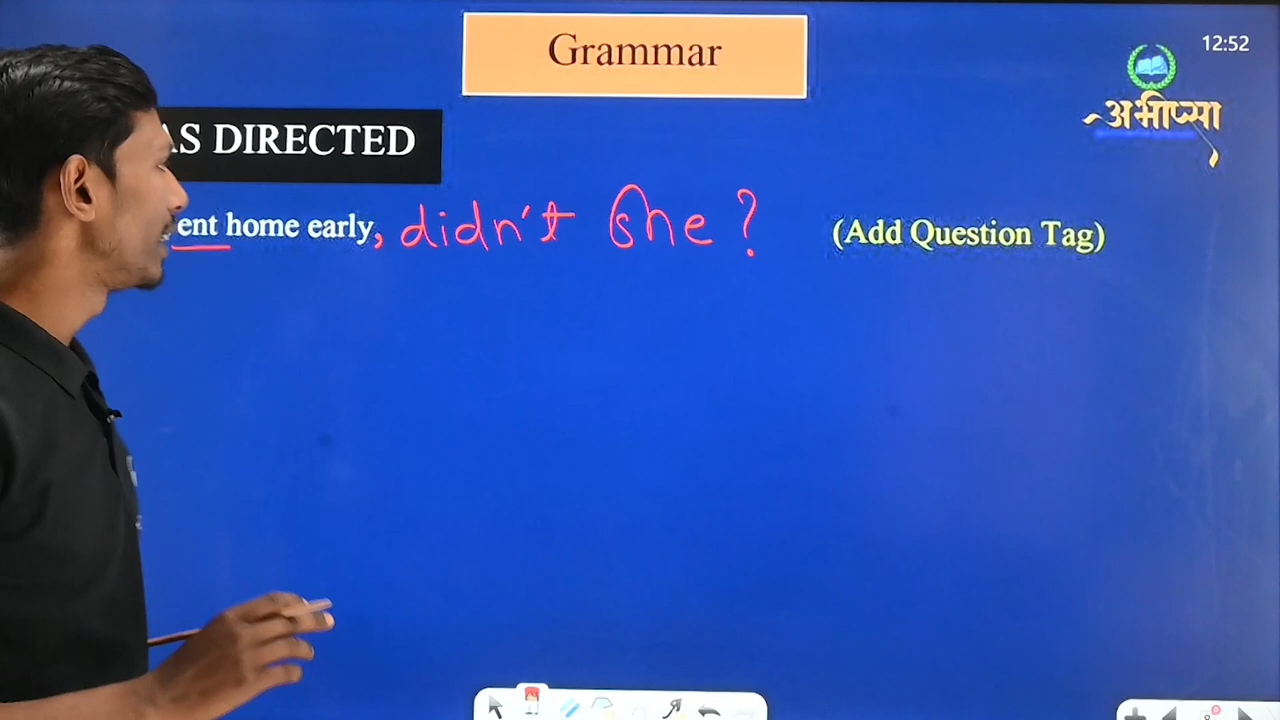 Grammar
12:52
अभीप्सा
AS DIRECTED
ent home early, didn't she? (Add Question Tag)